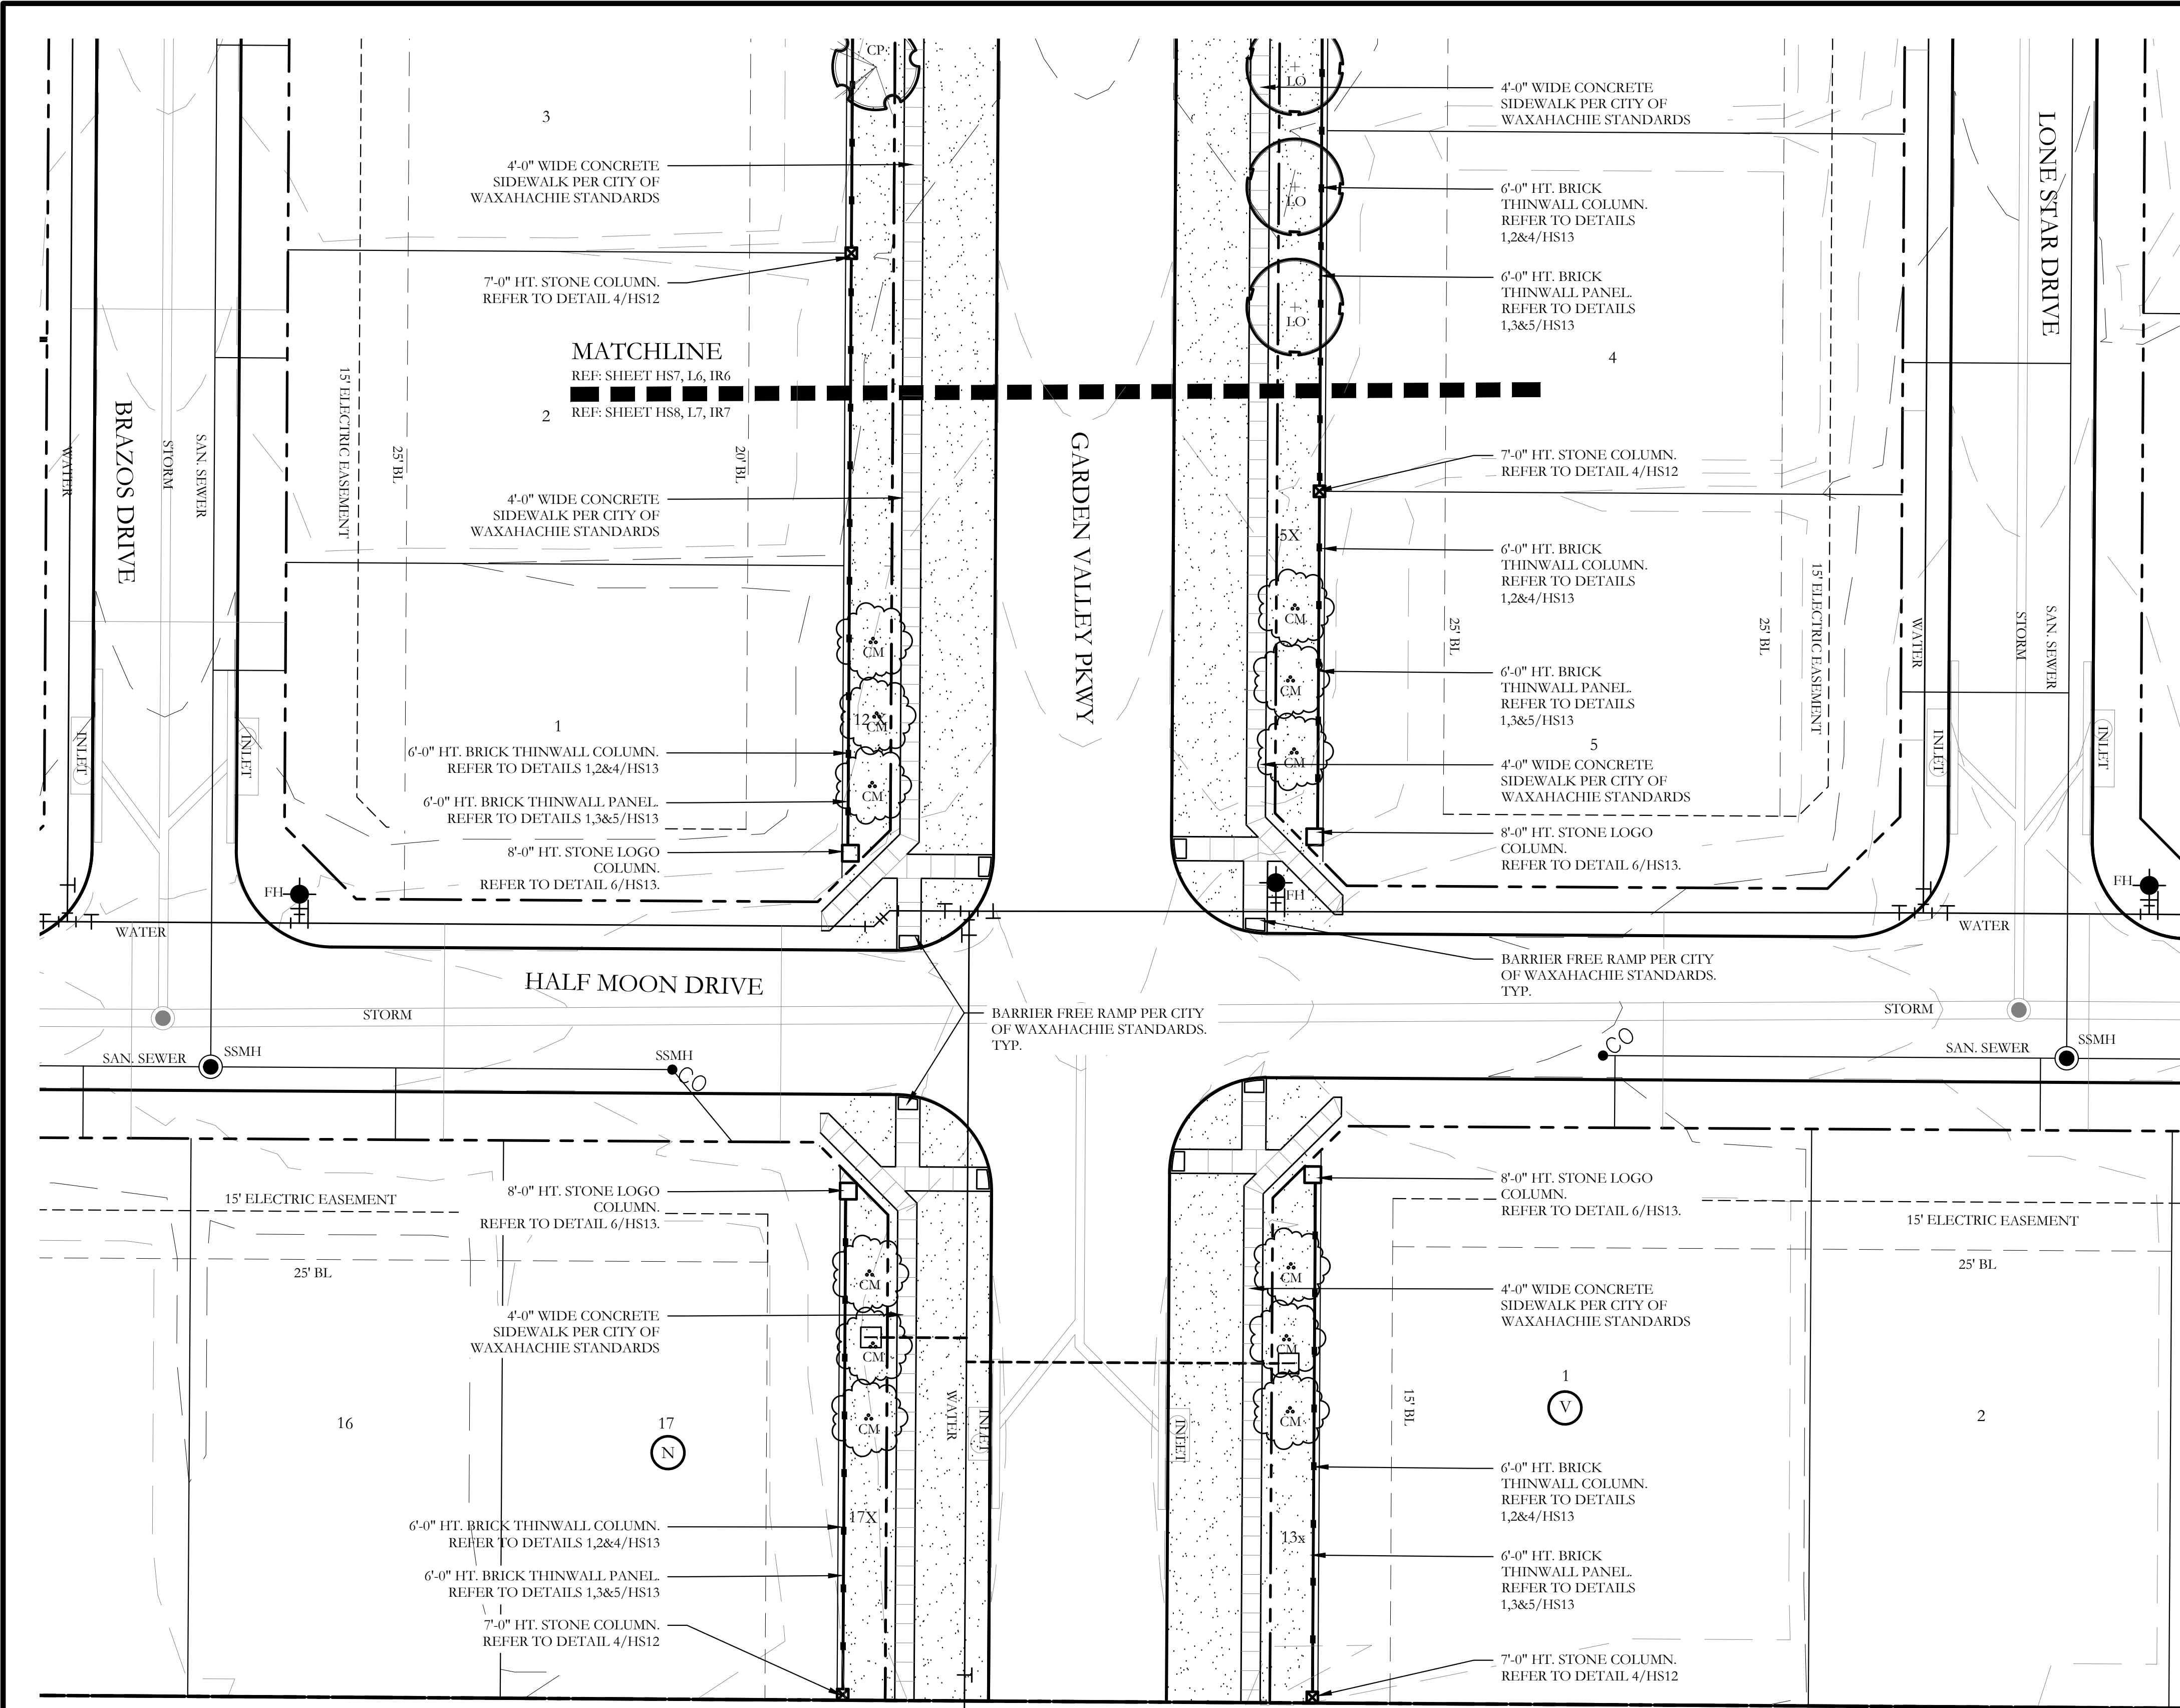 CP
3
4'-0" WIDE CONCRETE
SIDEWALK PER CITY OF
WAXAHACHIE STANDARDS
7'-0" HT. STONE COLUMN.
REFER TO DETAIL 4/HS12
MATCHLINE
REF: SHEET HS7, L6, IR6
REF: SHEET HS8, L7, IR7
2
BRAZOS DRIVE
WATER
STORM
SAN. SEWER
15' ELECTRIC EASEMENT
25' BL
20' BL
4'-0" WIDE CONCRETE
SIDEWALK PER CITY OF
WAXAHACHIE STANDARDS
GARDEN VALLEY PKWY
CM
12
CM
CM
1
6'-0" HT. BRICK THINWALL COLUMN.
REFER TO DETAILS 1,2&4/HS13
6'-0" HT. BRICK THINWALL PANEL.
REFER TO DETAILS 1,3&5/HS13
8'-0" HT. STONE LOGO
COLUMN.
REFER TO DETAIL 6/HS13.
INLET
INLET
FH
WATER
LO
LO
LO
4'-0" WIDE CONCRETE
SIDEWALK PER CITY OF
WAXAHACHIE STANDARDS
6'-0" HT. BRICK
THINWALL COLUMN.
REFER TO DETAILS
1,2&4/HS13
6'-0" HT. BRICK
THINWALL PANEL.
REFER TO DETAILS
1,3&5/HS13
4
LONE STAR DRIVE
7'-0" HT. STONE COLUMN.
REFER TO DETAIL 4/HS12
5X
6'-0" HT. BRICK
THINWALL COLUMN.
REFER TO DETAILS
1,2&4/HS13
CM
CM
CM
25' BL
25' BL
15' ELECTRIC EASEMENT
WATER
STORM
SAN. SEWER
6'-0" HT. BRICK
THINWALL PANEL.
REFER TO DETAILS
1,3&5/HS13
5
4'-0" WIDE CONCRETE
SIDEWALK PER CITY OF
WAXAHACHIE STANDARDS
8'-0" HT. STONE LOGO
COLUMN.
REFER TO DETAIL 6/HS13.
INLET
INLET
FH
FH
WATER
BARRIER FREE RAMP PER CITY
OF WAXAHACHIE STANDARDS.
TYP.
HALF MOON DRIVE
STORM
BARRIER FREE RAMP PER CITY
OF WAXAHACHIE STANDARDS.
TYP.
STORM
SAN. SEWER
SSMH
SSMH
CO
CO
SAN. SEWER
SSMH
15' ELECTRIC EASEMENT
25' BL
8'-0" HT. STONE LOGO
COLUMN.
REFER TO DETAIL 6/HS13.
4'-0" WIDE CONCRETE
SIDEWALK PER CITY OF
WAXAHACHIE STANDARDS
CM
CM
CM
16
17
N
17X
WATER
INLET
INLET
6'-0" HT. BRICK THINWALL COLUMN.
REFER TO DETAILS 1,2&4/HS13
6'-0" HT. BRICK THINWALL PANEL.
REFER TO DETAILS 1,3&5/HS13
7'-0" HT. STONE COLUMN.
REFER TO DETAIL 4/HS12
8'-0" HT. STONE LOGO
COLUMN.
REFER TO DETAIL 6/HS13.
15' ELECTRIC EASEMENT
25' BL
4'-0" WIDE CONCRETE
SIDEWALK PER CITY OF
WAXAHACHIE STANDARDS
CM
CM
CM
15' BL
1
V
2
13x
6'-0" HT. BRICK
THINWALL COLUMN.
REFER TO DETAILS
1,2&4/HS13
6'-0" HT. BRICK
THINWALL PANEL.
REFER TO DETAILS
1,3&5/HS13
7'-0" HT. STONE COLUMN.
REFER TO DETAIL 4/HS12